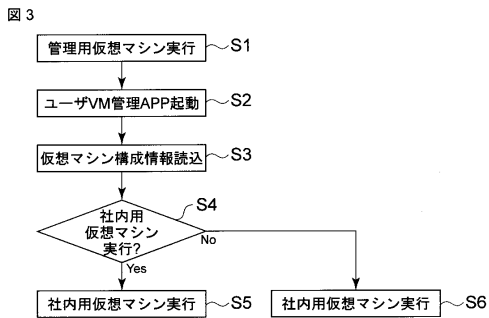 図 3
管理用仮想マシン実行 S1
ユーザVM管理APP起動 S2
仮想マシン構成情報読込 S3
S4
社内用
仮想マシン
実行?
No
Yes
社内用仮想マシン実行 S5
社内用仮想マシン実行 S6